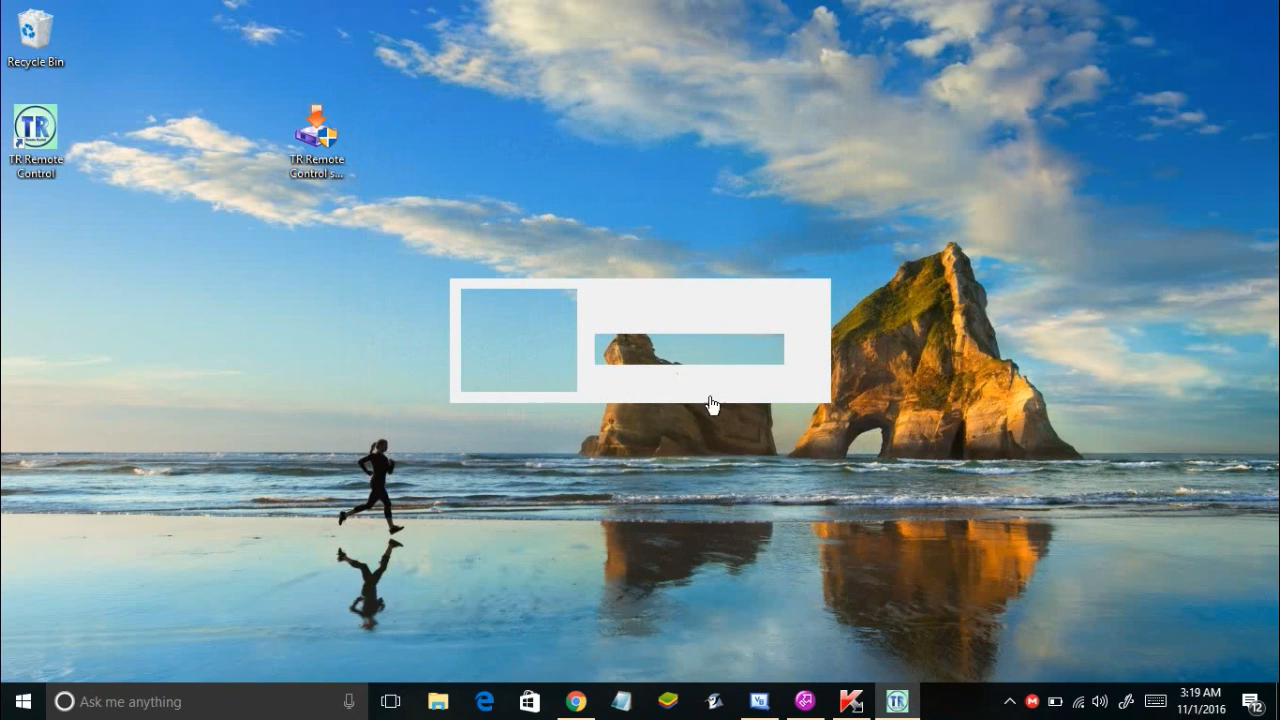 Recycle Bin
TR
TR Remote
Control
TR Remote
Control s...
Ask me anything
TR
3:19 AM
11/1/2016
12